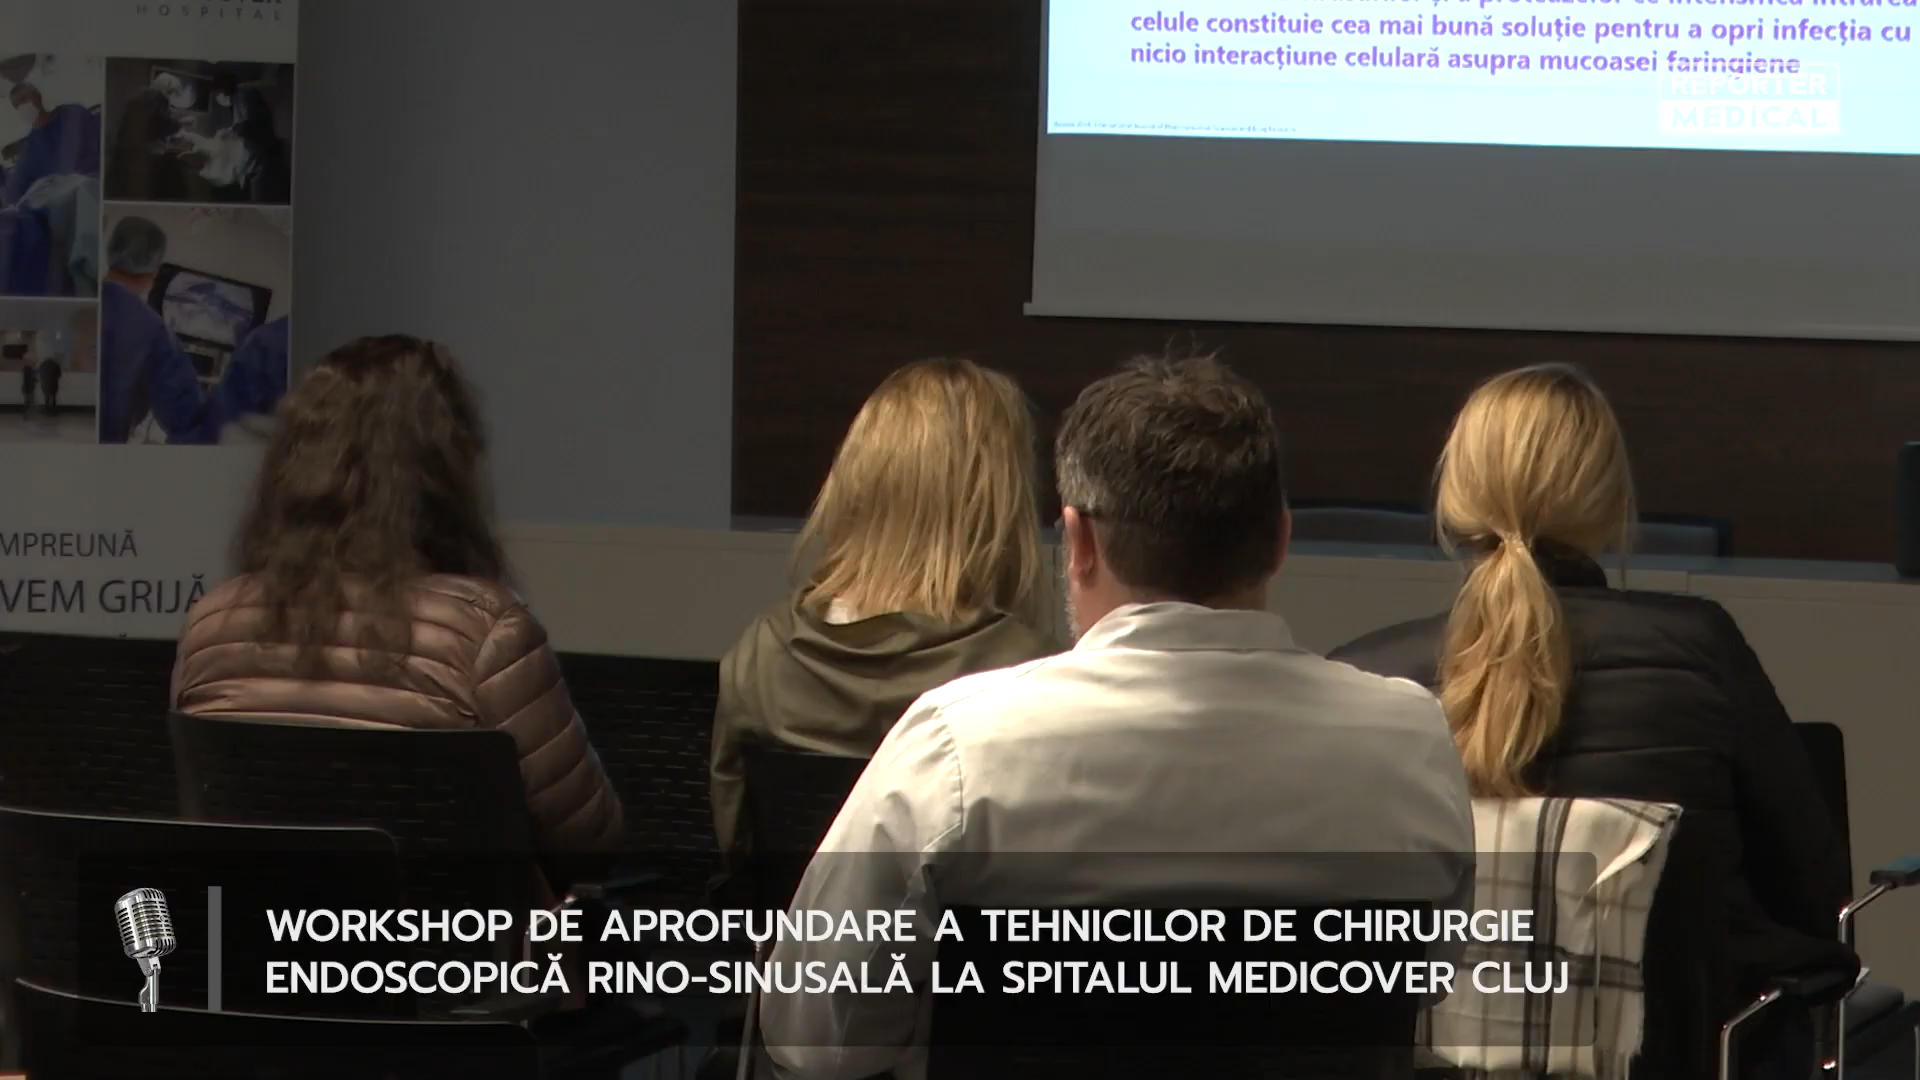 HOSPITAL
celule constituie cea mai bună soluție pentru a opri infecția cu
nicio interacțiune celulară asupra mucoasei faringiene
REPORTER
MEDICAL
MPREUNĂ
VEM GRIJĂ
WORKSHOP DE APROFUNDARE A TEHNICILOR DE CHIRURGIE
ENDOSCOPICĂ RINO-SINUSALĂ LA SPITALUL MEDICOVER CLUJ